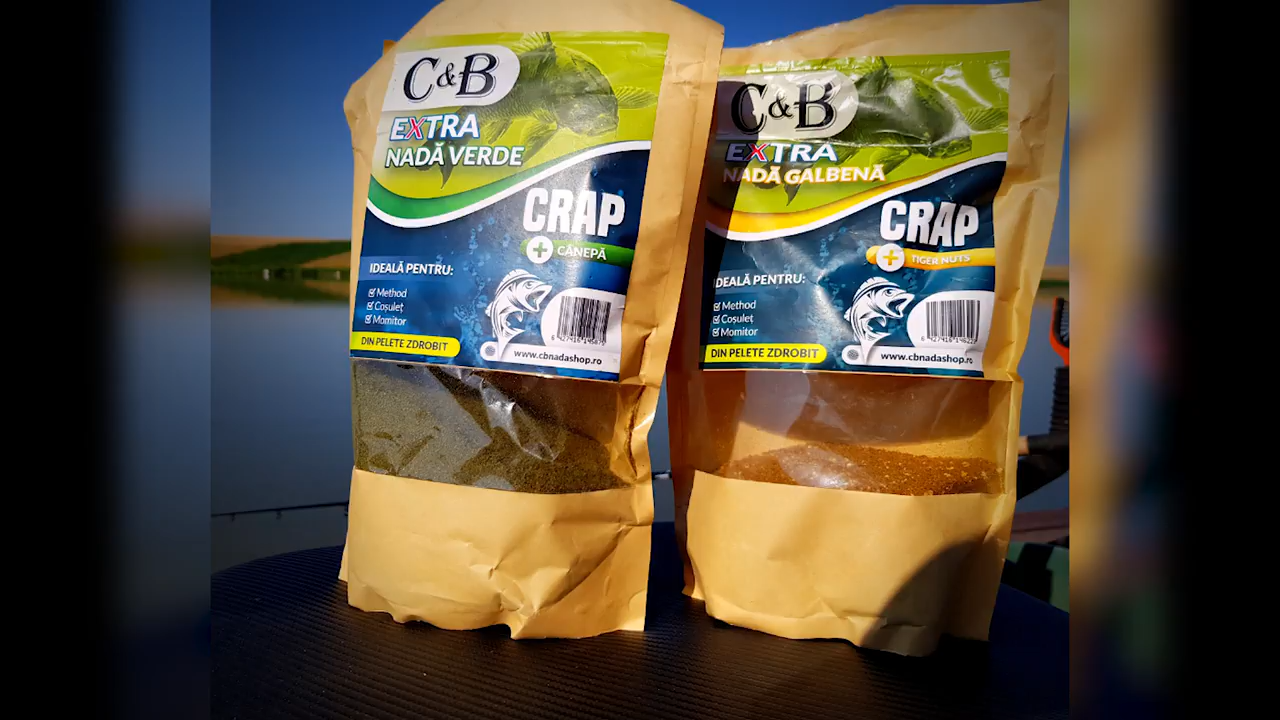 C&B
EXTRA
NADĂ VERDE
CRAP
+ CÂNEPĂ
IDEALĂ PENTRU:
Method
Coșuleț
Momitor
DIN PELETE ZDROBIT
www.cbnadashop.ro
C&B
EXTRA
NADĂ GALBENĂ
CRAP
+ TIGER NUTS
IDEALĂ PENTRU:
Method
Coșuleț
Momitor
DIN PELETE ZDROBIT
www.cbnadashop.ro